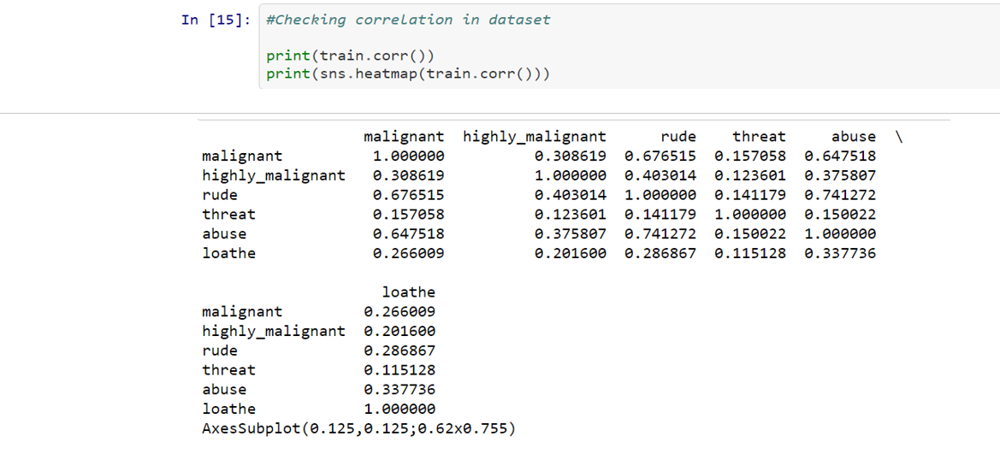 In [15]: #Checking correlation in dataset
print(train.corr())
print(sns.heatmap(train.corr()))
malignant highly_malignant rude threat abuse \
malignant 1.000000 0.308619 0.676515 0.157058 0.647518
highly_malignant 0.308619 1.000000 0.403014 0.123601 0.375807
rude 0.676515 0.403014 1.000000 0.141179 0.741272
threat 0.157058 0.123601 0.141179 1.000000 0.150022
abuse 0.647518 0.375807 0.741272 0.150022 1.000000
loathe 0.266009 0.201600 0.286867 0.115128 0.337736
loathe
malignant 0.266009
highly_malignant 0.201600
rude 0.286867
threat 0.115128
abuse 0.337736
loathe 1.000000
AxesSubplot(0.125,0.125;0.62x0.755)